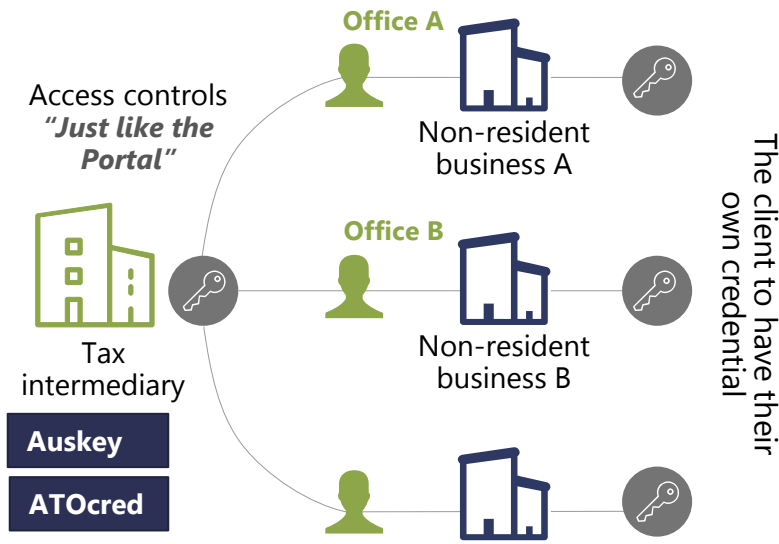 Office A
Access controls
“Just like the
Portal”
Non-resident
business A
Office B
Tax
intermediary
Non-resident
business B
Auskey
ATOcred
The client to have their
own credential